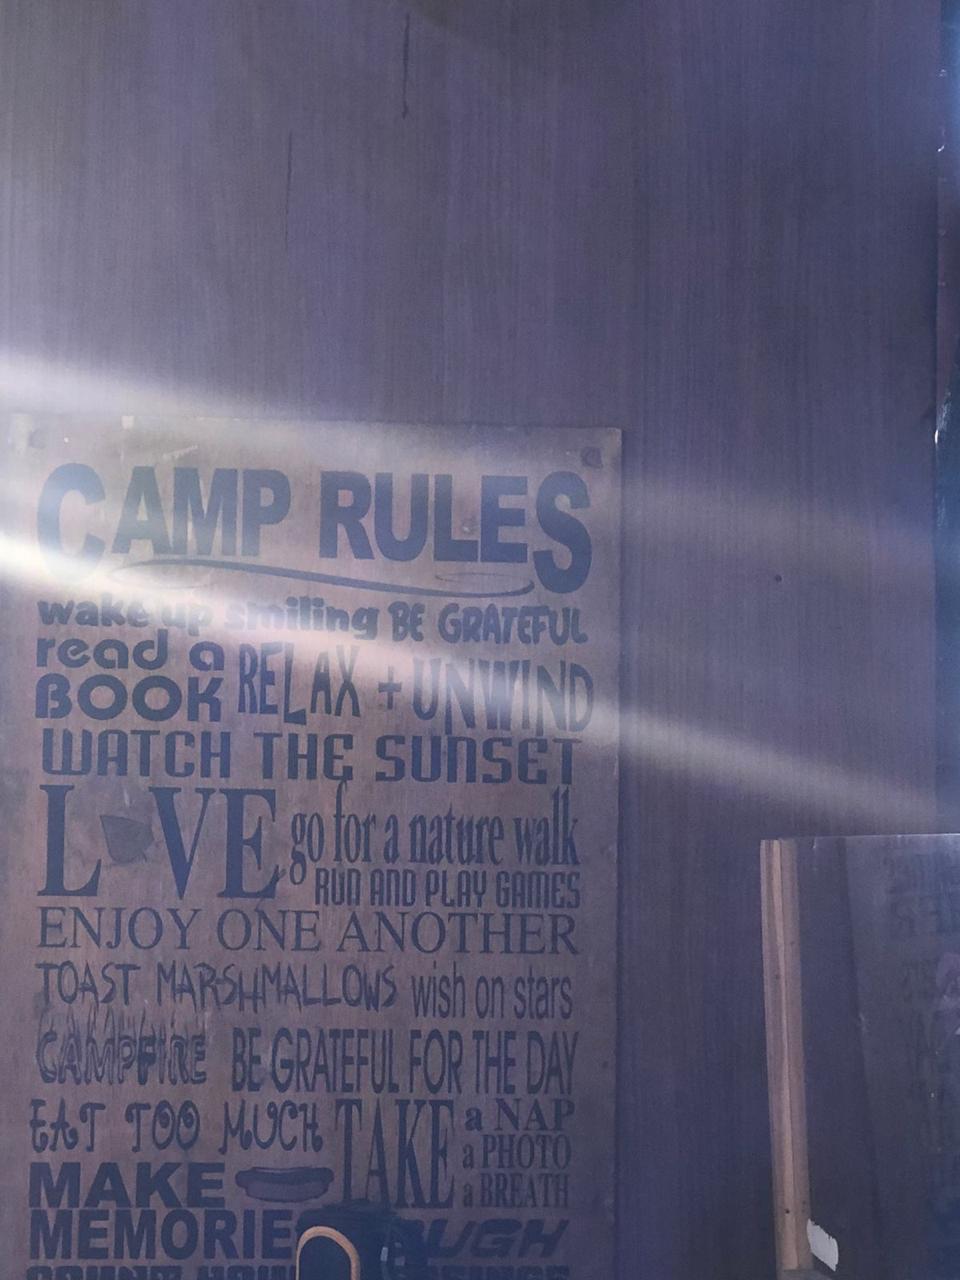 CAMP RULES
wake up smiling BE GRATEFUL
read a BOOK RELAX + UNWIND
WATCH THE SUNSET
LOVE go for a nature walk
RUN AND PLAY GAMES
ENJOY ONE ANOTHER
TOAST MARSHMALLOWS wish on stars
CAMPFIRE BE GRATEFUL FOR THE DAY
EAT TOO MUCH TAKE a NAP
a PHOTO
a BREATH
MAKE
MEMORIE